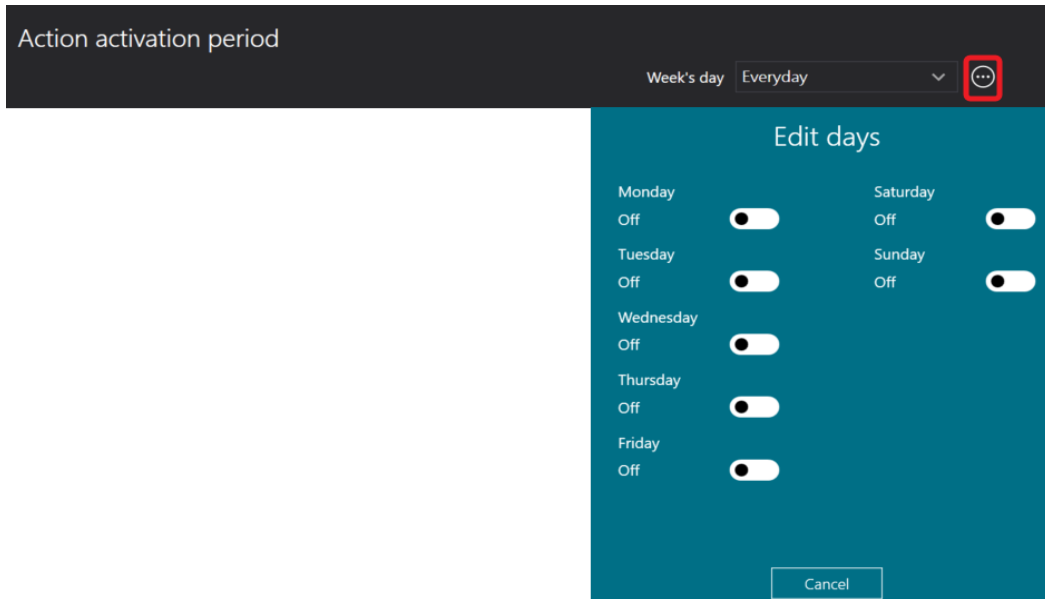 Action activation period
Week's day Everyday
Edit days
Monday Saturday
Off Off
Tuesday Sunday
Off Off
Wednesday
Off
Thursday
Off
Friday
Off
Cancel